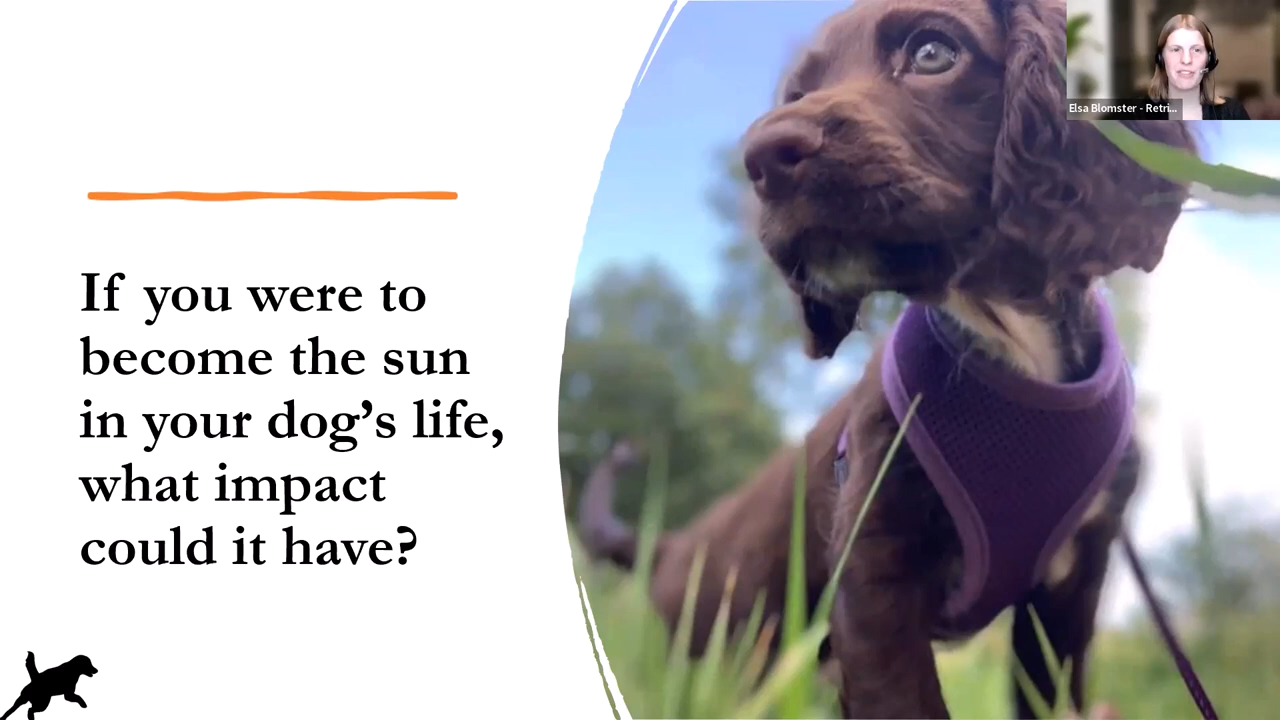 Elsa Blomster - Retri...
If you were to
become the sun
in your dog’s life,
what impact
could it have?